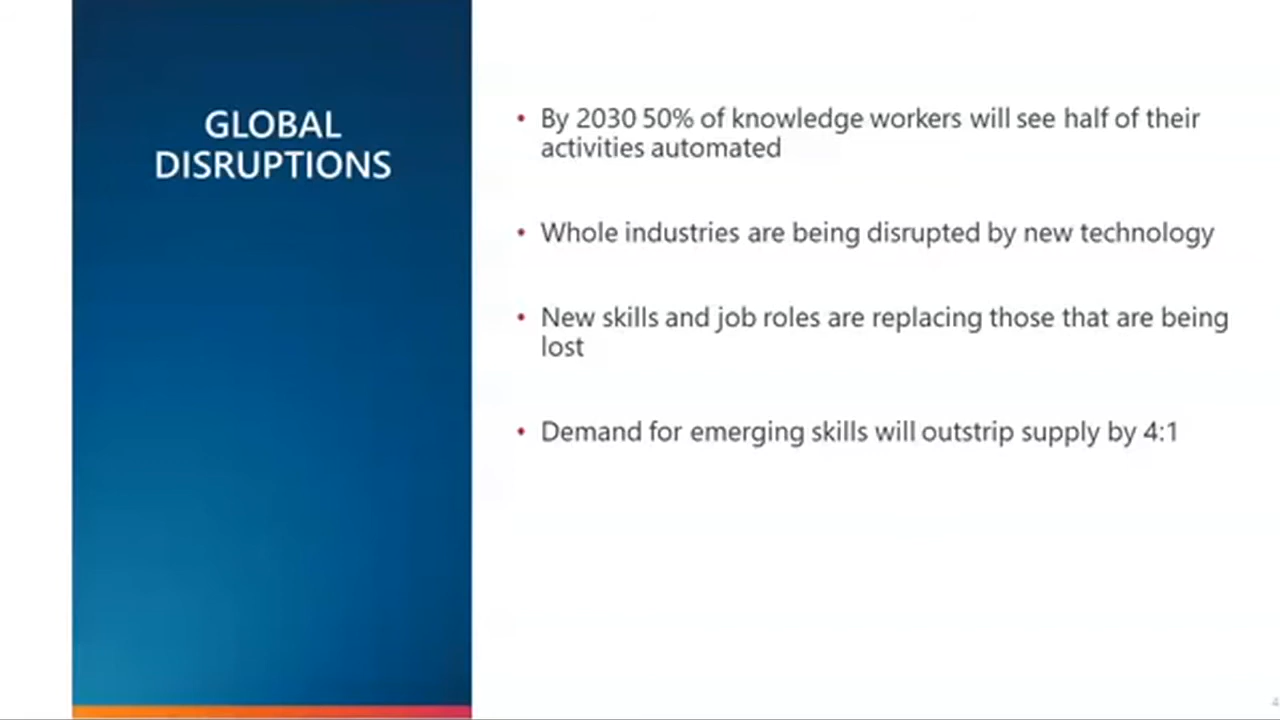 GLOBAL
DISRUPTIONS
• By 2030 50% of knowledge workers will see half of their
activities automated
• Whole industries are being disrupted by new technology
• New skills and job roles are replacing those that are being
lost
• Demand for emerging skills will outstrip supply by 4:1
4